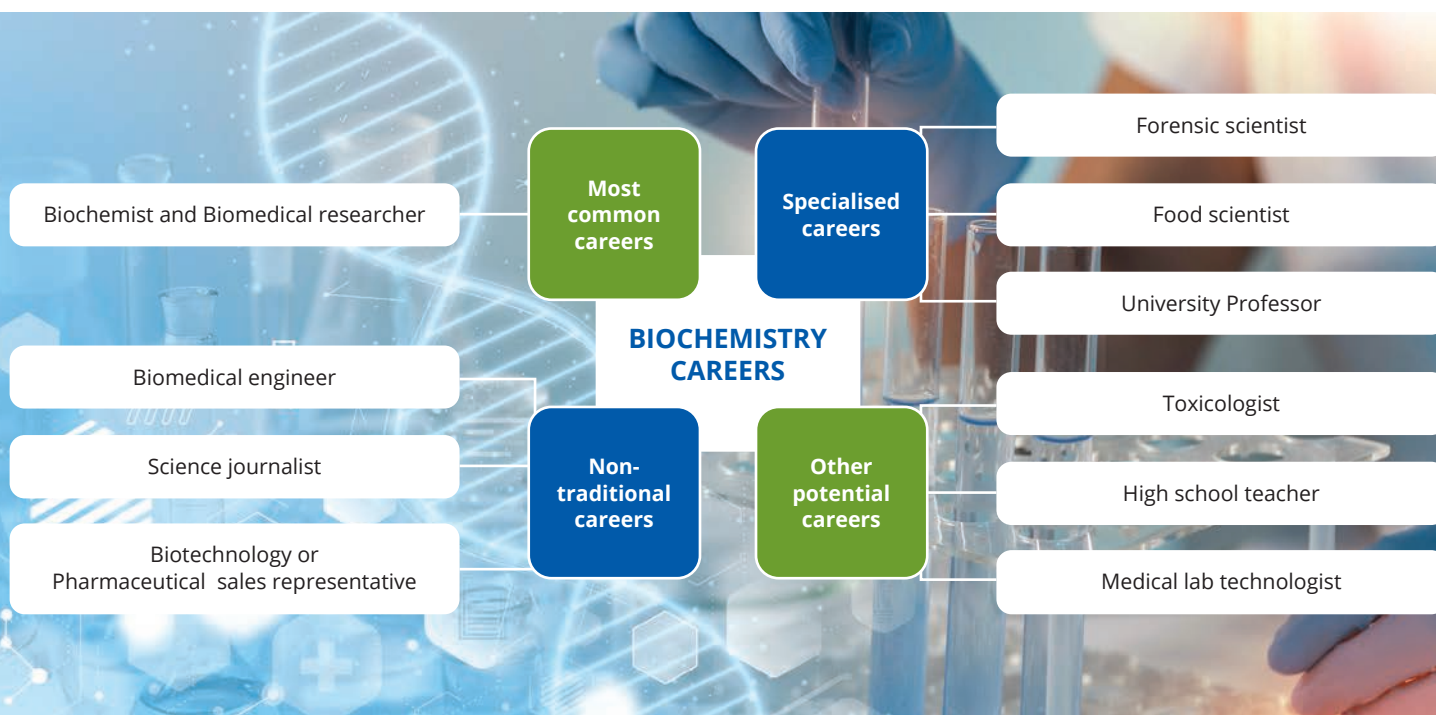 BIOCHEMISTRY
CAREERS
Most
common
careers
Biochemist and Biomedical researcher
Specialised
careers
Forensic scientist
Food scientist
University Professor
Non-
traditional
careers
Biomedical engineer
Science journalist
Biotechnology or
Pharmaceutical sales representative
Other
potential
careers
Toxicologist
High school teacher
Medical lab technologist